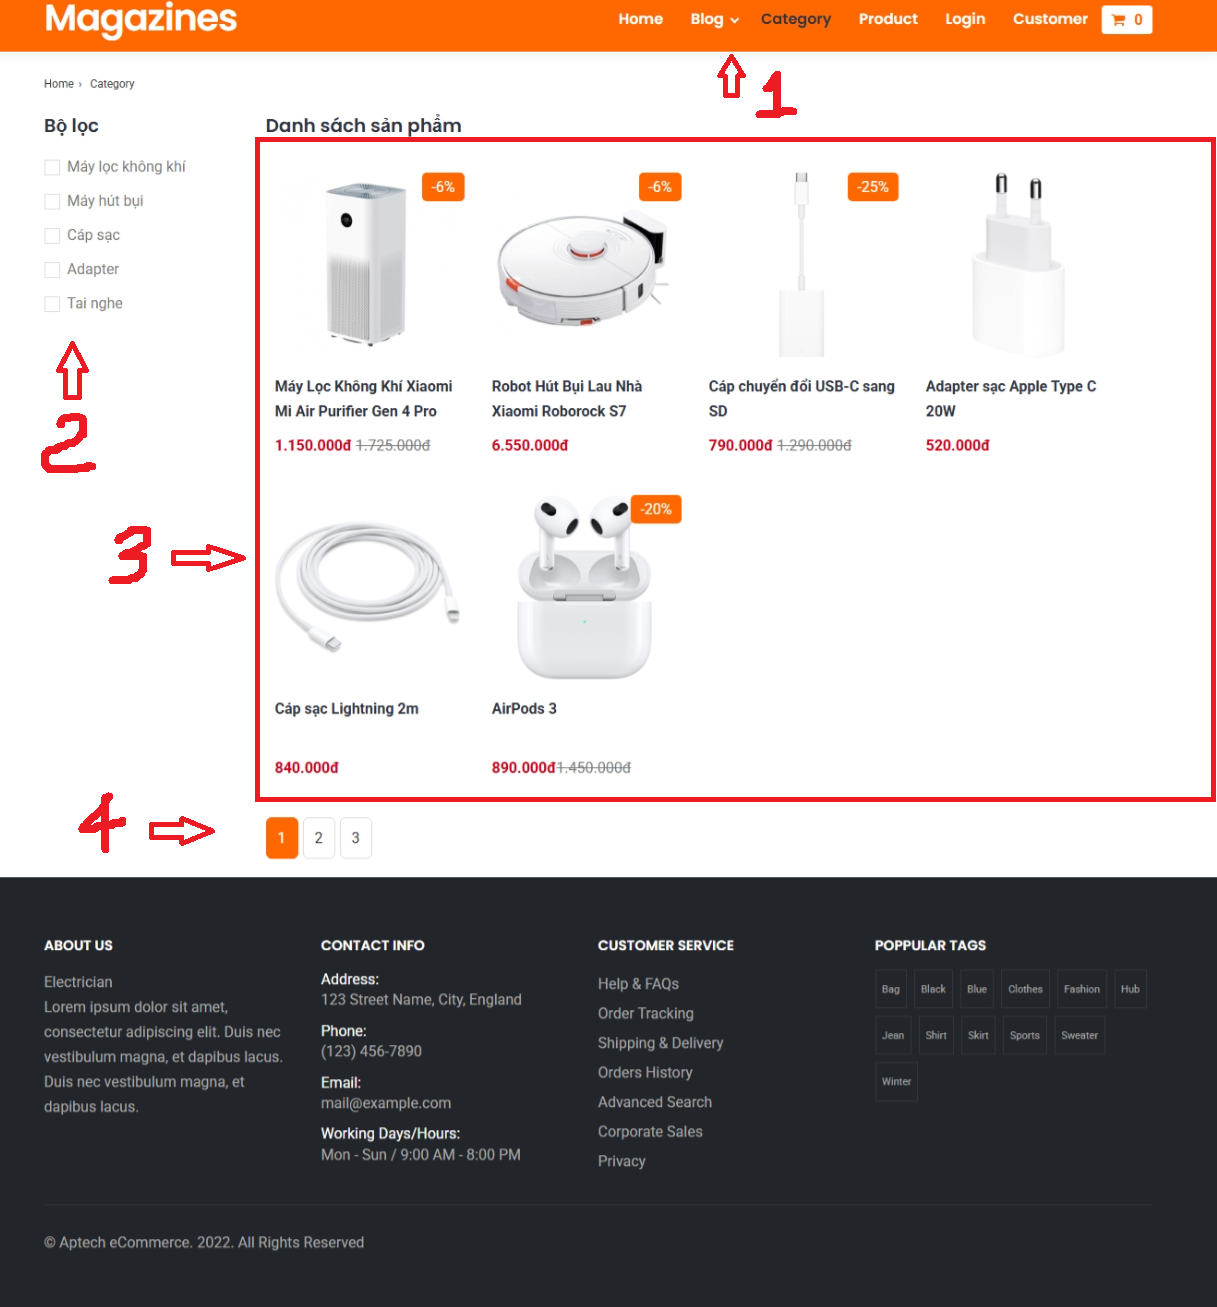 Magazines
Home Blog Category Product Login Customer 0
1
Home › Category
Bộ lọc
Máy lọc không khí
Máy hút bụi
Cáp sạc
Adapter
Tai nghe
2
Danh sách sản phẩm
-6%
-6%
-25%
Máy Lọc Không Khí Xiaomi
Mi Air Purifier Gen 4 Pro
1.150.000đ 1.725.000đ
Robot Hút Bụi Lau Nhà
Xiaomi Roborock S7
6.550.000đ
Cáp chuyển đổi USB-C sang
SD
790.000đ 1.290.000đ
Adapter sạc Apple Type C
20W
520.000đ
3
-20%
Cáp sạc Lightning 2m
840.000đ
AirPods 3
890.000đ1.450.000đ
4
1 2 3
ABOUT US
Electrician
Lorem ipsum dolor sit amet,
consectetur adipiscing elit. Duis nec
vestibulum magna, et dapibus lacus.
Duis nec vestibulum magna, et
dapibus lacus.
CONTACT INFO
Address:
123 Street Name, City, England
Phone:
(123) 456-7890
Email:
mail@example.com
Working Days/Hours:
Mon - Sun / 9:00 AM - 8:00 PM
CUSTOMER SERVICE
Help & FAQs
Order Tracking
Shipping & Delivery
Orders History
Advanced Search
Corporate Sales
Privacy
POPPULAR TAGS
Bag Black Blue Clothes Fashion Hub
Jean Shirt Skirt Sports Sweater
Winter
© Aptech eCommerce. 2022. All Rights Reserved